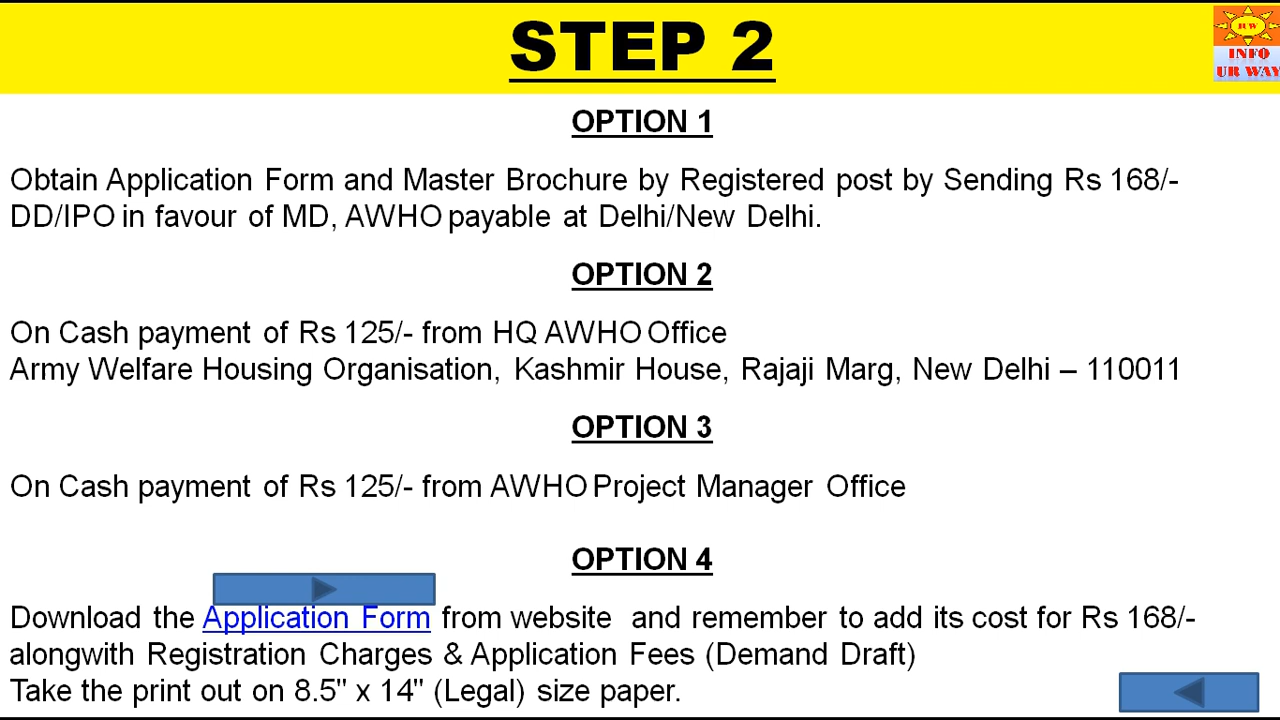 STEP 2
IUW
INFO
UR WAY
OPTION 1
Obtain Application Form and Master Brochure by Registered post by Sending Rs 168/-
DD/IPO in favour of MD, AWHO payable at Delhi/New Delhi.
OPTION 2
On Cash payment of Rs 125/- from HQ AWHO Office
Army Welfare Housing Organisation, Kashmir House, Rajaji Marg, New Delhi – 110011
OPTION 3
On Cash payment of Rs 125/- from AWHO Project Manager Office
OPTION 4
Download the Application Form from website and remember to add its cost for Rs 168/-
alongwith Registration Charges & Application Fees (Demand Draft)
Take the print out on 8.5" x 14" (Legal) size paper.